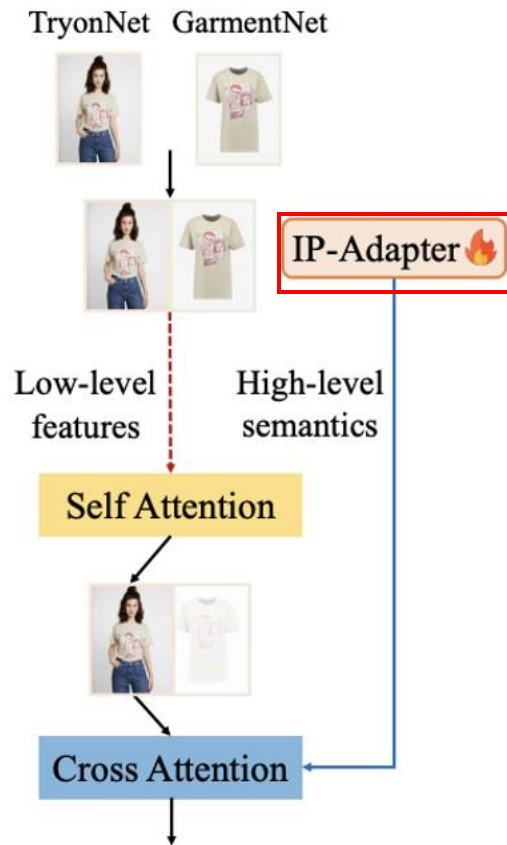 TryonNet GarmentNet
IP-Adapter
Low-level
features
High-level
semantics
Self Attention
Cross Attention